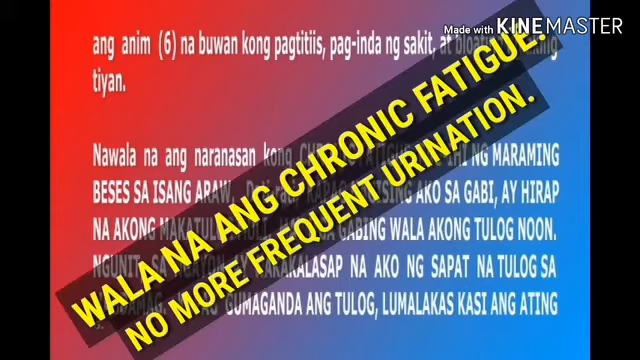 Made with KINEMASTER
ang anim (6) na buwan kong pagtitiis, pag-inda ng sakit, at
tiyan.
Nawala na ang naranasan kong NG MARAMING
BESES SA ISANG ARAW. AKO SA GABI, AY HIRAP
NA AKONG GABING WALA AKONG TULOG NOON.
NGUNIT NA AKO NG SAPAT NA TULOG SA
GUMAGANDA ANG TULOG, LUMALAKAS KASI ANG ATING
WALA NA ANG CHRONIC FATIGUE.
NO MORE FREQUENT URINATION.